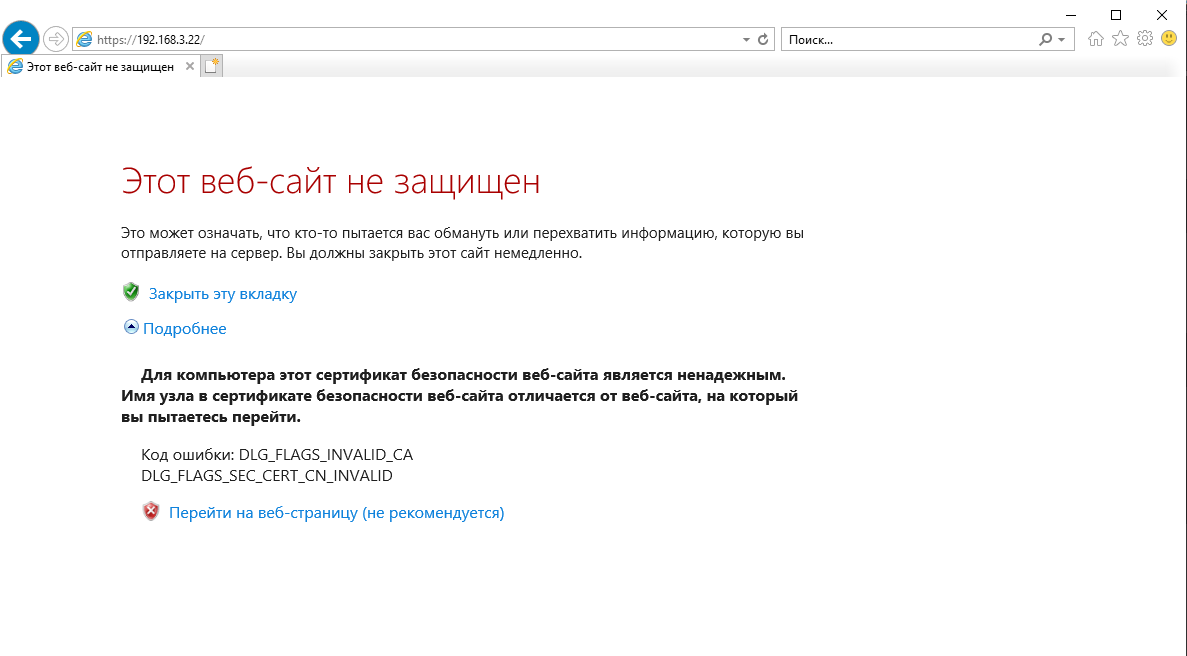 https://192.168.3.22/
Поиск...
Этот веб-сайт не защищен
Этот веб-сайт не защищен
Это может означать, что кто-то пытается вас обмануть или перехватить информацию, которую вы
отправляете на сервер. Вы должны закрыть этот сайт немедленно.
Закрыть эту вкладку
Подробнее
Для компьютера этот сертификат безопасности веб-сайта является ненадежным.
Имя узла в сертификате безопасности веб-сайта отличается от веб-сайта, на который
вы пытаетесь перейти.
Код ошибки: DLG_FLAGS_INVALID_CA
DLG_FLAGS_SEC_CERT_CN_INVALID
Перейти на веб-страницу (не рекомендуется)